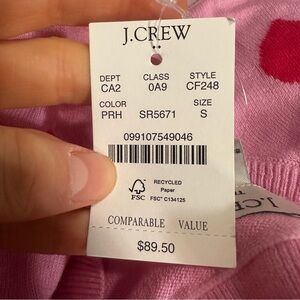 J.CREW
DEPT CLASS STYLE
CA2 0A9 CF248
COLOR SIZE
PRH SR5671 S
099107549046
RECYCLED
Paper
FSC FSC® C134125
COMPARABLE VALUE
$89.50
J.CREW